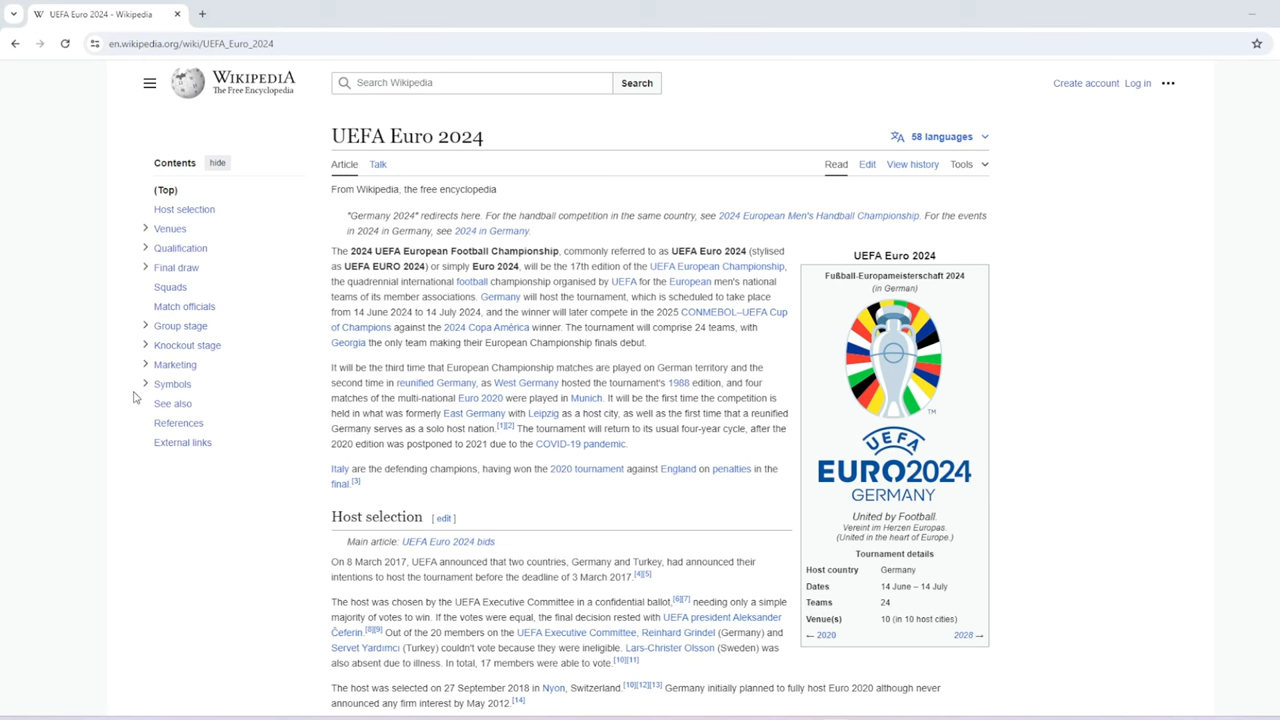 UEFA Euro 2024 - Wikipedia
en.wikipedia.org/wiki/UEFA_Euro_2024
WIKIPEDIA
The Free Encyclopedia
Search Wikipedia
Search
Create account Log in
UEFA Euro 2024
58 languages
Contents hide
(Top)
Host selection
Venues
Qualification
Final draw
Squads
Match officials
Group stage
Knockout stage
Marketing
Symbols
See also
References
External links
Article Talk
Read Edit View history Tools
From Wikipedia, the free encyclopedia
"Germany 2024" redirects here. For the handball competition in the same country, see 2024 European Men's Handball Championship. For the events
in 2024 in Germany, see 2024 in Germany.
The 2024 UEFA European Football Championship, commonly referred to as UEFA Euro 2024 (stylised
as UEFA EURO 2024) or simply Euro 2024, will be the 17th edition of the UEFA European Championship,
the quadrennial international football championship organised by UEFA for the European men's national
teams of its member associations. Germany will host the tournament, which is scheduled to take place
from 14 June 2024 to 14 July 2024, and the winner will later compete in the 2025 CONMEBOL–UEFA Cup
of Champions against the 2024 Copa América winner. The tournament will comprise 24 teams, with
Georgia the only team making their European Championship finals debut.
It will be the third time that European Championship matches are played on German territory and the
second time in reunified Germany, as West Germany hosted the tournament's 1988 edition, and four
matches of the multi-national Euro 2020 were played in Munich. It will be the first time the competition is
held in what was formerly East Germany with Leipzig as a host city, as well as the first time that a reunified
Germany serves as a solo host nation.[1][2] The tournament will return to its usual four-year cycle, after the
2020 edition was postponed to 2021 due to the COVID-19 pandemic.
Italy are the defending champions, having won the 2020 tournament against England on penalties in the
final.[3]
Host selection [ edit ]
Main article: UEFA Euro 2024 bids
On 8 March 2017, UEFA announced that two countries, Germany and Turkey, had announced their
intentions to host the tournament before the deadline of 3 March 2017.[4][5]
The host was chosen by the UEFA Executive Committee in a confidential ballot,[6][7] needing only a simple
majority of votes to win. If the votes were equal, the final decision rested with UEFA president Aleksander
Čeferin.[8][9] Out of the 20 members on the UEFA Executive Committee, Reinhard Grindel (Germany) and
Servet Yardımcı (Turkey) couldn't vote because they were ineligible. Lars-Christer Olsson (Sweden) was
also absent due to illness. In total, 17 members were able to vote.[10][11]
The host was selected on 27 September 2018 in Nyon, Switzerland.[10][12][13] Germany initially planned to fully host Euro 2020 although never
announced any firm interest by May 2012.[14]
UEFA Euro 2024
Fußball-Europameisterschaft 2024
(in German)
TM
UEFA
EURO2024
GERMANY
United by Football.
Vereint im Herzen Europas.
(United in the heart of Europe.)
Tournament details
Host country Germany
Dates 14 June – 14 July
Teams 24
Venue(s) 10 (in 10 host cities)
← 2020 2028 →